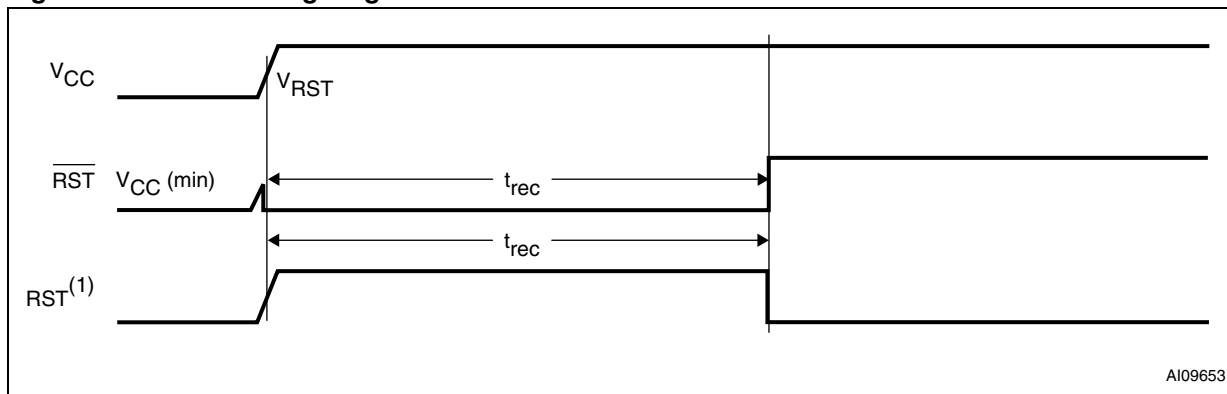 VCC
VRST
RST VCC (min)
trec
trec
RST(1)
AI09653